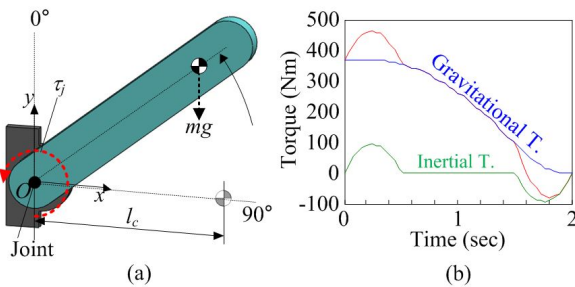 (a)
0°
y
τj
mg
O
x
lc
90°
Joint
(a)
500
400
300
200
100
0
-100
Torque (Nm)
Gravitational T.
Inertial T.
0
1
2
Time (sec)
(b)